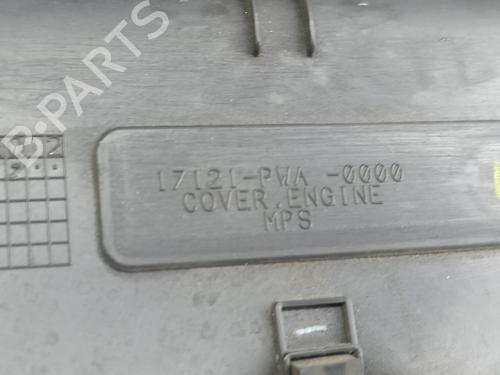 B-PARTS
17121-PWA -0000
COVER,ENGINE
MPS